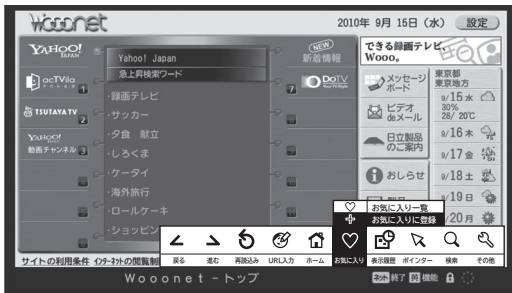 Wooonet
2010年 9月 15日（水） 設定
YAHOO! JAPAN
acTVila
TSUTAYA TV 2
YAHOO!
動画チャンネル 3
Yahoo! Japan
急上昇検索ワード
・録画テレビ
・サッカー
・夕食 献立
・しろくま
・ケータイ
・海外旅行
・ロールケーキ
・ショッピン
NEW
新着情報
7 DoTV
Your TV Style
できる録画テレビ、
Wooo。
メッセージ
ボード
ビデオ
deメール
日立製品
のご案内
おしらせ
東京都
東京地方
9/15 水
30%
28/ 20℃
9/16 木
9/17 金
9/18 土
9/19 日
9/20 月
お気に入り一覧
お気に入りに登録
戻る 進む 再読込み URL入力 ホーム お気に入り 表示履歴 ポインター 検索 その他
サイトの利用条件 インターネットの閲覧制
Wooonet - トップ
ネット 終了 英 機能